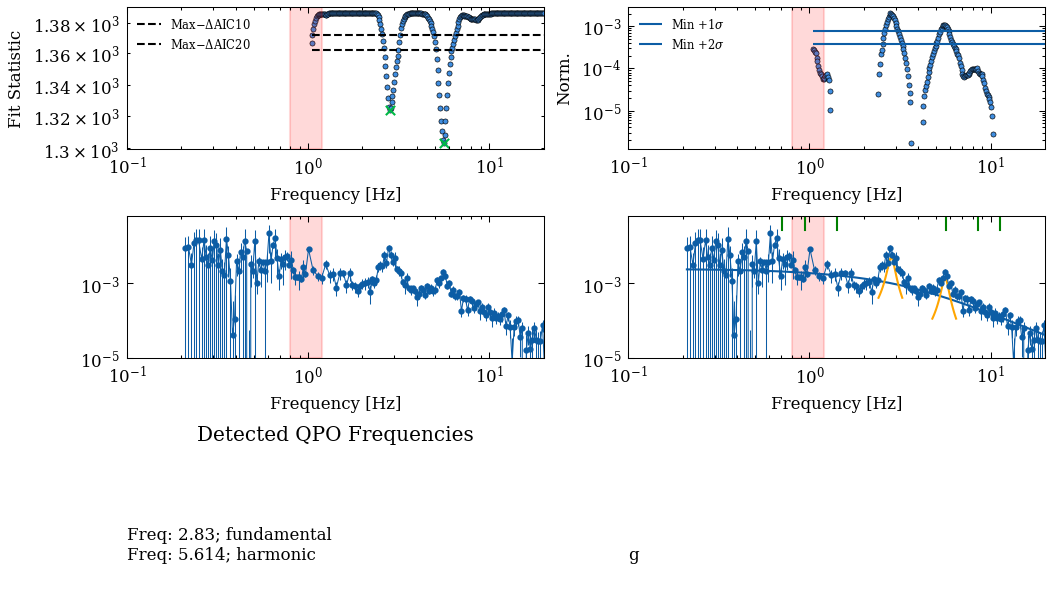 Max−ΔAIC10
Max−ΔAIC20
1.38 × 10³
1.36 × 10³
1.34 × 10³
1.32 × 10³
1.3 × 10³
Fit Statistic
10⁻¹ 10⁰ 10¹
Frequency [Hz]
Min +1σ
Min +2σ
10⁻³
10⁻⁴
10⁻⁵
Norm.
10⁻¹ 10⁰ 10¹
Frequency [Hz]
10⁻³
10⁻⁵
10⁻¹ 10⁰ 10¹
Frequency [Hz]
10⁻³
10⁻⁵
10⁻¹ 10⁰ 10¹
Frequency [Hz]
Detected QPO Frequencies
Freq: 2.83; fundamental
Freq: 5.614; harmonic
g